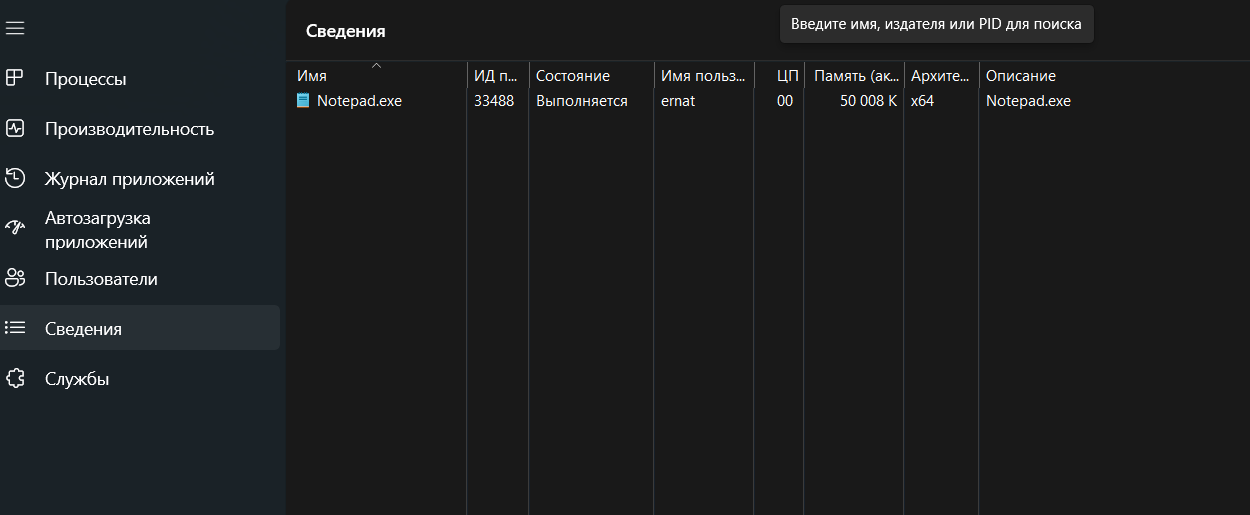 Сведения
Введите имя, издателя или PID для поиска
Процессы
Производительность
Журнал приложений
Автозагрузка
приложений
Пользователи
Сведения
Службы
Имя ИД п... Состояние Имя польз... ЦП Память (ак... Архите... Описание
Notepad.exe 33488 Выполняется ernat 00 50 008 K x64 Notepad.exe